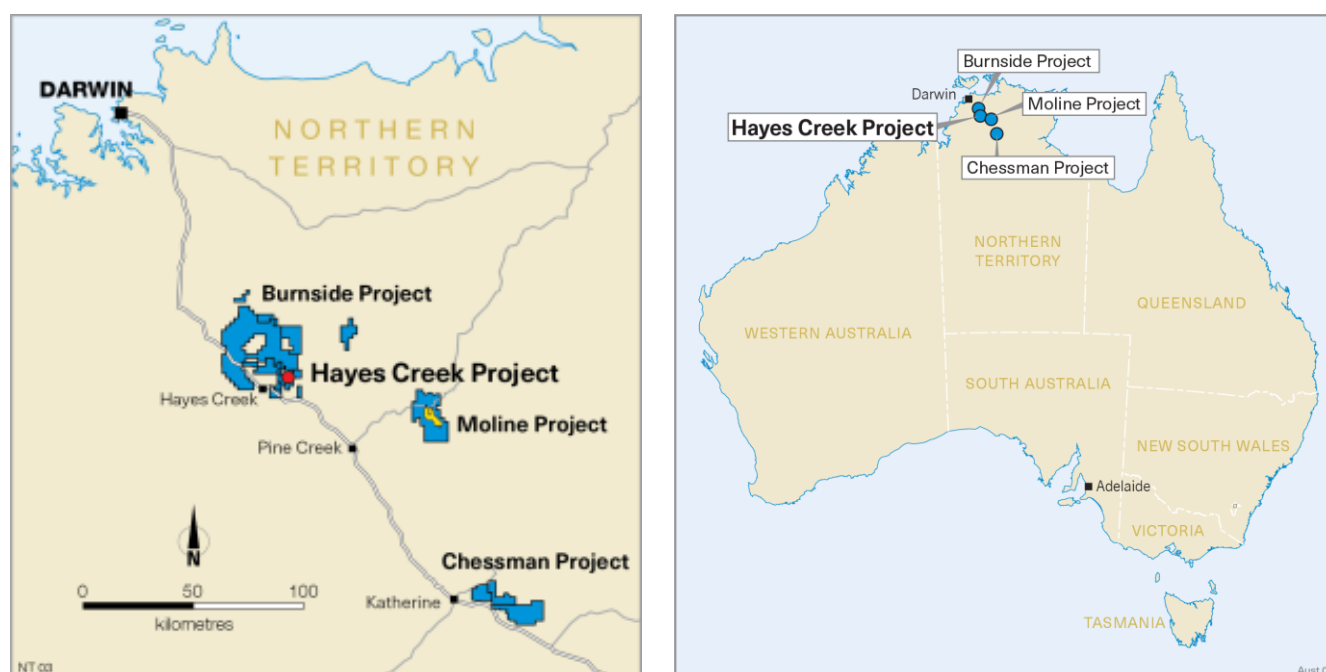 DARWIN
NORTHERN
TERRITORY
Burnside Project
Hayes Creek Project
Hayes Creek
Moline Project
Pine Creek
N
Chessman Project
0 50 100
kilometres
Katherine
NT 03
Burnside Project
Darwin
Moline Project
Hayes Creek Project
Chessman Project
NORTHERN
TERRITORY
QUEENSLAND
WESTERN AUSTRALIA
SOUTH AUSTRALIA
NEW SOUTH WALES
Adelaide
VICTORIA
TASMANIA